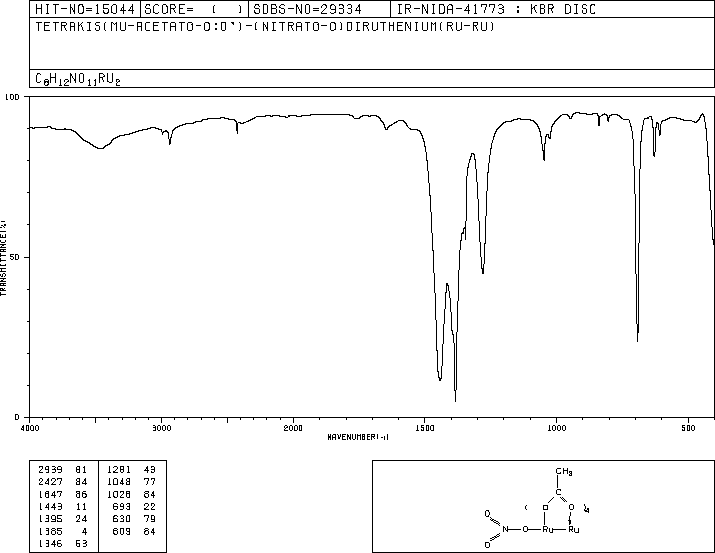 HIT-NO=15044 SCORE= ( ) SDBS-NO=29334 IR-NIDA-41773 : KBR DISC
TETRAKIS(MU-ACETATO-O:O')-(NITRATO-O)DIRUTHENIUM(RU-RU)
C8H12NO11RU2
100
50
0
TRANSMITTANCE(%)
4000 3000 2000 1500 1000 500
WAVENUMBER(-1)
2939 81 1281 43
2427 84 1048 77
1647 86 1028 84
1443 11 693 22
1395 24 630 79
1385 4 609 84
1346 53
CH3
C
( O O )4
O
N O Ru Ru
O